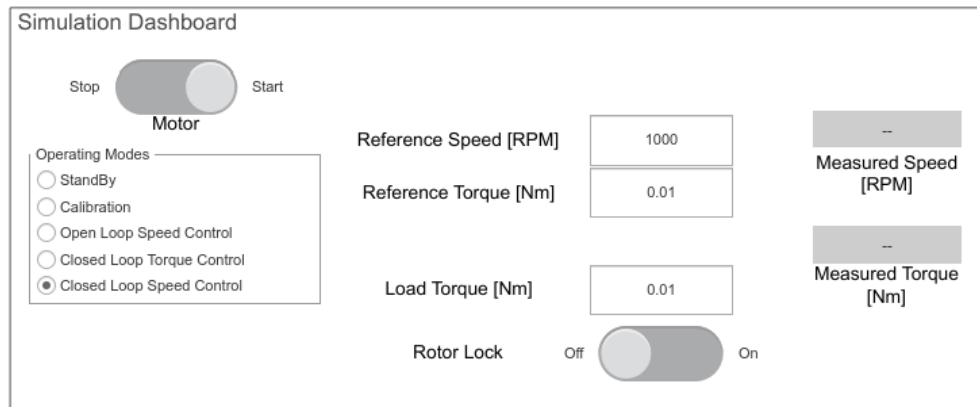 Simulation Dashboard
Stop
Start
Motor
Operating Modes
StandBy
Calibration
Open Loop Speed Control
Closed Loop Torque Control
Closed Loop Speed Control
Reference Speed [RPM]
1000
Reference Torque [Nm]
0.01
Load Torque [Nm]
0.01
Rotor Lock
Off
On
--
Measured Speed
[RPM]
--
Measured Torque
[Nm]